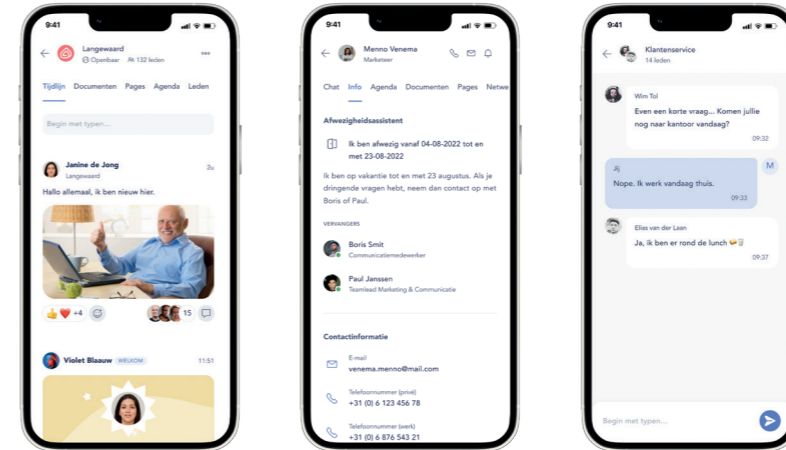 9:41
Langewaard
Openbaar 132 leden
Tijdlijn Documenten Pages Agenda Leden
Begin met typen...
Janine de Jong
Langewaard
2u
Hallo allemaal, ik ben nieuw hier.
+4
15
Violet Blaauw WELKOM 11:51
9:41
Menno Venema
Marketeer
Chat Info Agenda Documenten Pages Netwe
Afwezigheidsassistent
Ik ben afwezig vanaf 04-08-2022 tot en
met 23-08-2022
Ik ben op vakantie tot en met 23 augustus. Als je
dringende vragen hebt, neem dan contact op met
Boris of Paul.
VERVANGERS
Boris Smit
Communicatiemedewerker
Paul Janssen
Teamlead Marketing & Communicatie
Contactinformatie
E-mail
venema.menno@mail.com
Telefoonnummer (privé)
+31 (0) 6 123 456 78
Telefoonnummer (werk)
+31 (0) 6 876 543 21
9:41
Klantenservice
14 leden
Wim Tol
Even een korte vraag... Komen jullie
nog naar kantoor vandaag?
09:32
Jij
M
Nope. Ik werk vandaag thuis.
09:33
Elias van der Laan
Ja, ik ben er rond de lunch
09:37
Begin met typen...